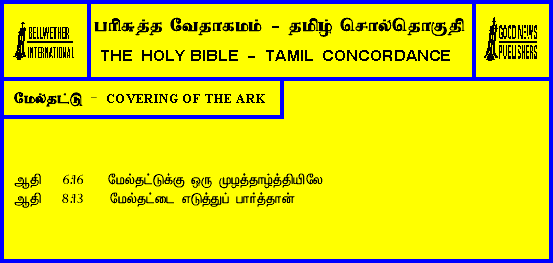 BELLWETHER
INTERNATIONAL
பரிசுத்த வேதாகமம் - தமிழ் சொல்தொகுதி
THE HOLY BIBLE - TAMIL CONCORDANCE
GOOD NEWS
PUBLISHERS
மேல்தட்டு - COVERING OF THE ARK
ஆதி 6:16 மேல்தட்டுக்கு ஒரு முழத்தாழ்த்தியிலே
ஆதி 8:13 மேல்தட்டை எடுத்துப் பார்த்தான்